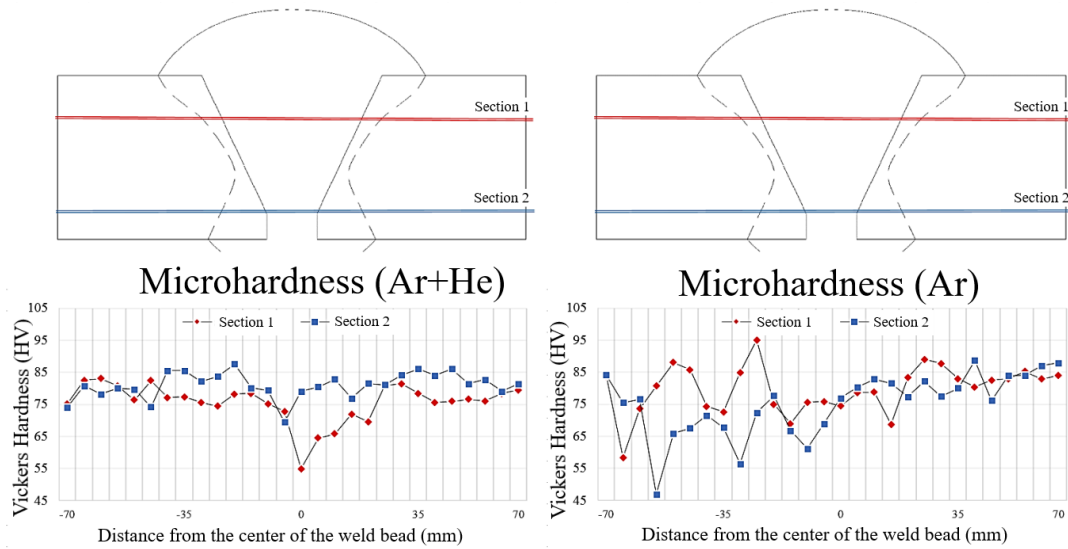 Section 1
Section 2
Section 1
Section 2
Microhardness (Ar+He)
Microhardness (Ar)
Vickers Hardness (HV)
105
95
85
75
65
55
45
Section 1
Section 2
-70
-35
0
35
70
Distance from the center of the weld bead (mm)
Vickers Hardness (HV)
105
95
85
75
65
55
45
Section 1
Section 2
-70
-35
0
35
70
Distance from the center of the weld bead (mm)